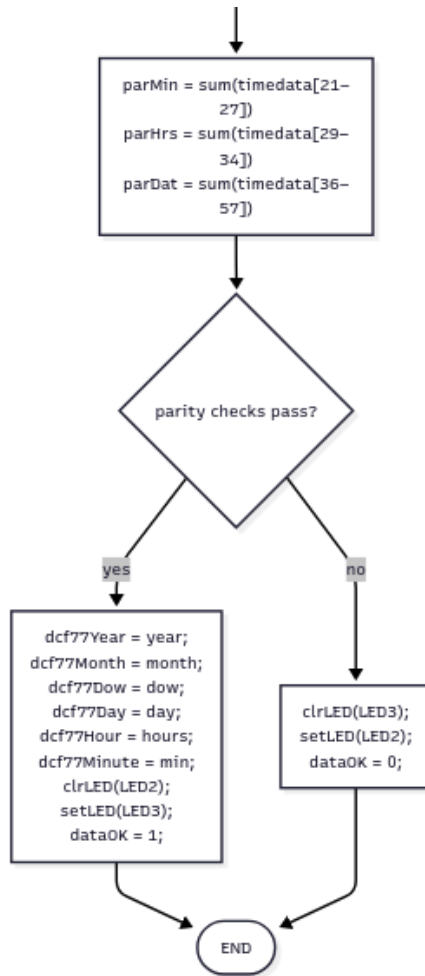 parMin = sum(timedata[21–
27])
parHrs = sum(timedata[29–
34])
parDat = sum(timedata[36–
57])
parity checks pass?
yes
no
dcf77Year = year;
dcf77Month = month;
dcf77Dow = dow;
dcf77Day = day;
dcf77Hour = hours;
dcf77Minute = min;
clrLED(LED2);
setLED(LED3);
dataOK = 1;
clrLED(LED3);
setLED(LED2);
dataOK = 0;
END